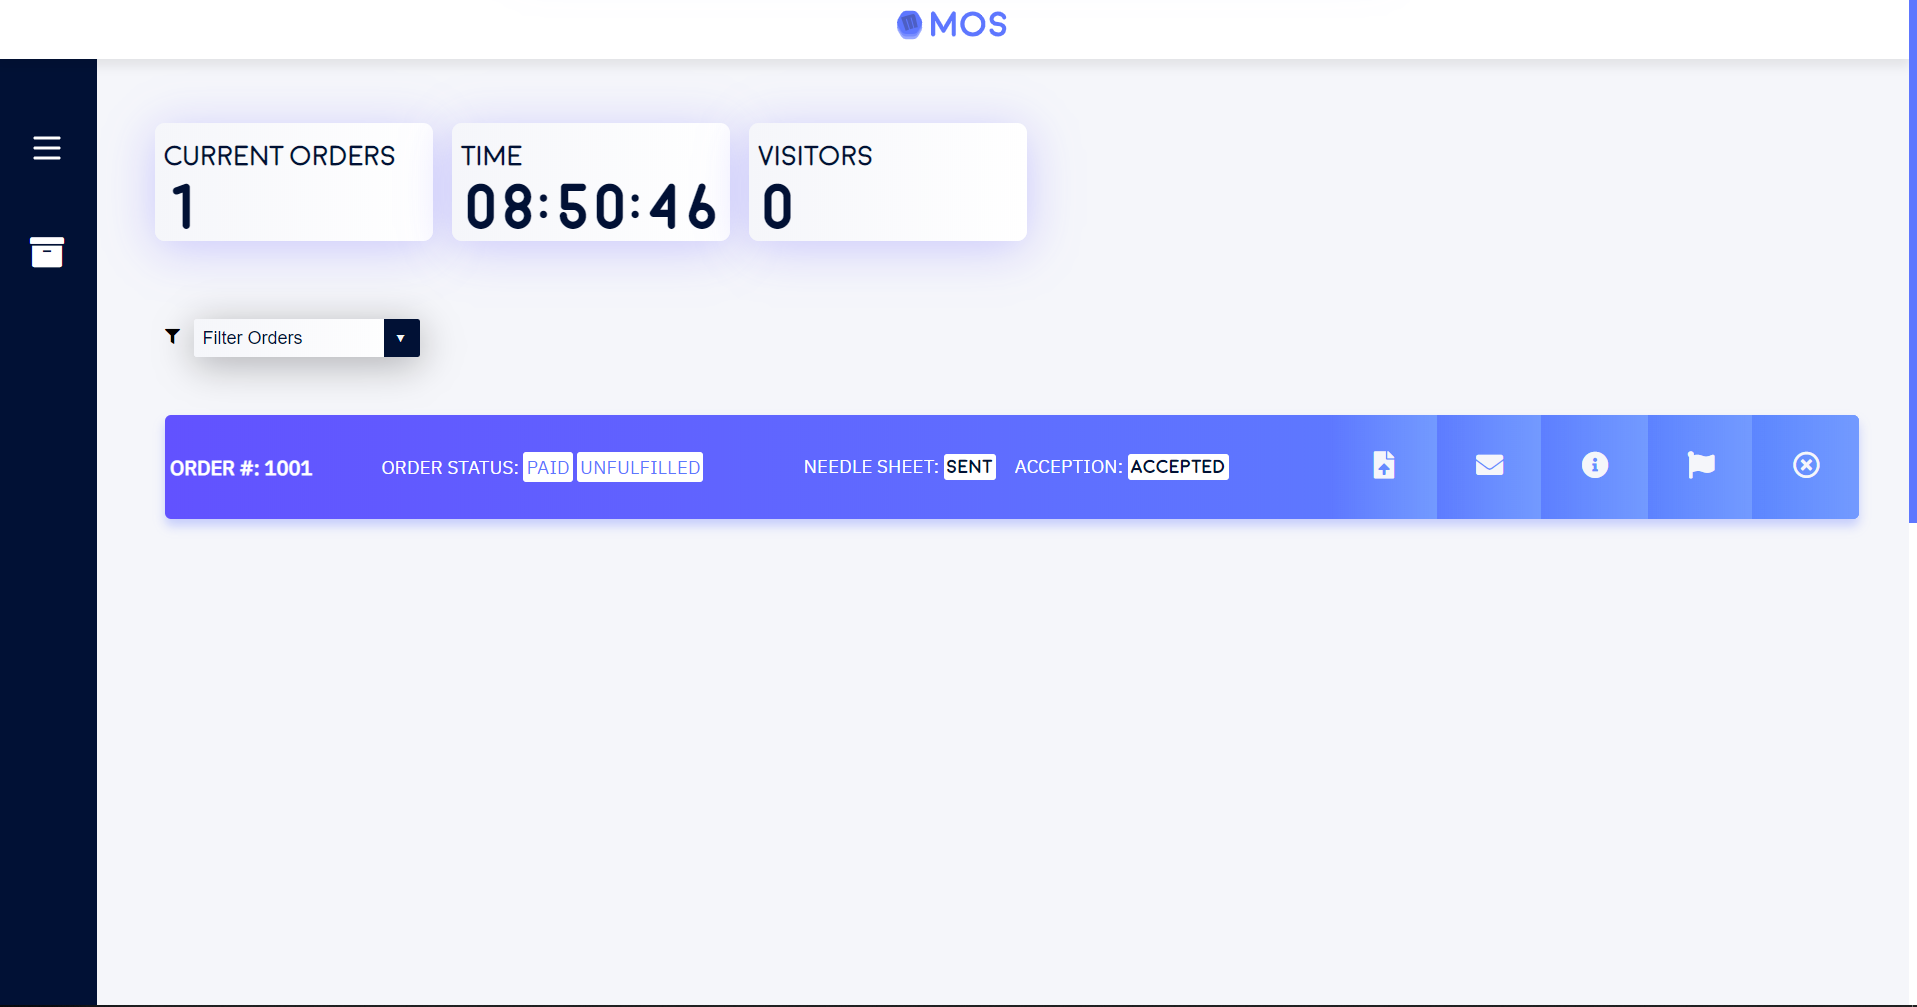 MOS
CURRENT ORDERS
1
TIME
08:50:46
VISITORS
0
Filter Orders
ORDER #: 1001 ORDER STATUS: PAID UNFULFILLED NEEDLE SHEET: SENT ACCEPTION: ACCEPTED